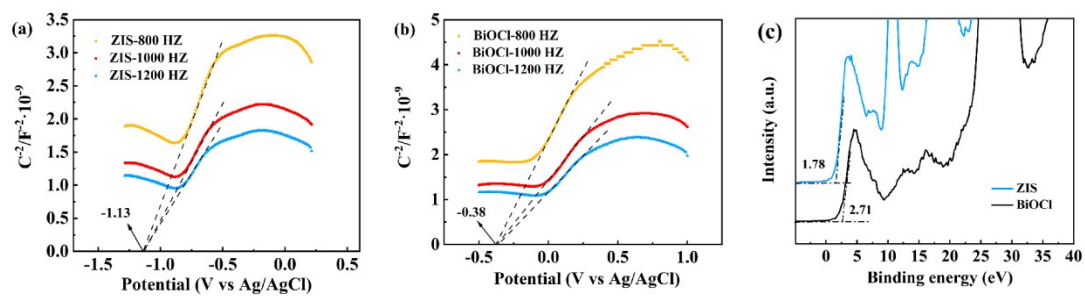 (a)
ZIS-800 HZ
ZIS-1000 HZ
ZIS-1200 HZ
C⁻²/F⁻²·10⁻⁹
3.5
3.0
2.5
2.0
1.5
1.0
0.5
0.0
-1.13
-1.5
-1.0
-0.5
0.0
0.5
Potential (V vs Ag/AgCl)
(b)
BiOCl-800 HZ
BiOCl-1000 HZ
BiOCl-1200 HZ
C⁻²/F⁻²·10⁻⁹
5
4
3
2
1
0
-0.38
-0.5
0.0
0.5
1.0
Potential (V vs Ag/AgCl)
(c)
Intensity (a.u.)
1.78
2.71
ZIS
BiOCl
0
5
10
15
20
25
30
35
40
Binding energy (eV)